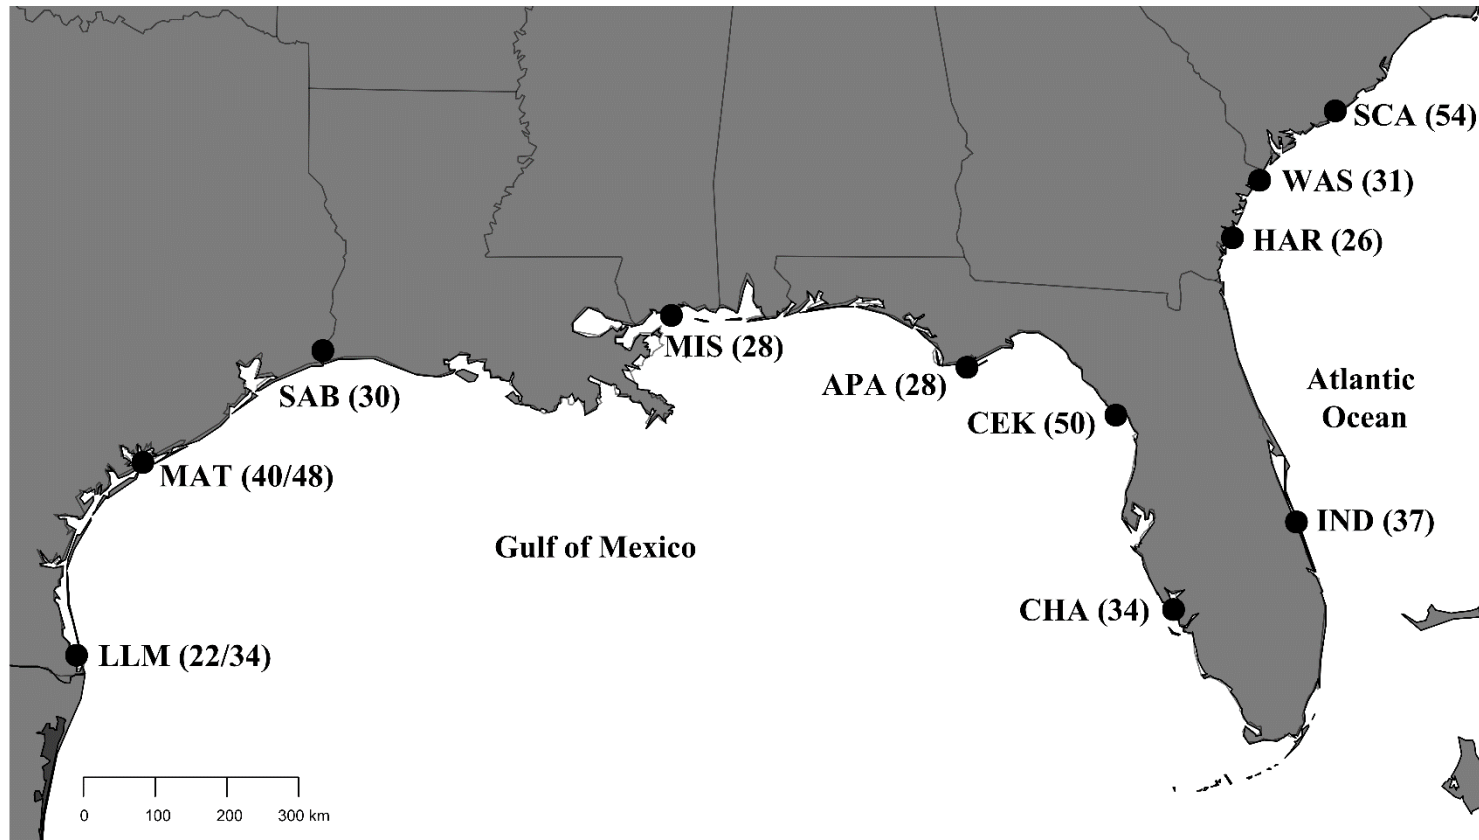 SCA (54)
WAS (31)
HAR (26)
MIS (28)
APA (28)
SAB (30)
CEK (50)
Atlantic
Ocean
MAT (40/48)
IND (37)
Gulf of Mexico
CHA (34)
LLM (22/34)
0 100 200 300 km